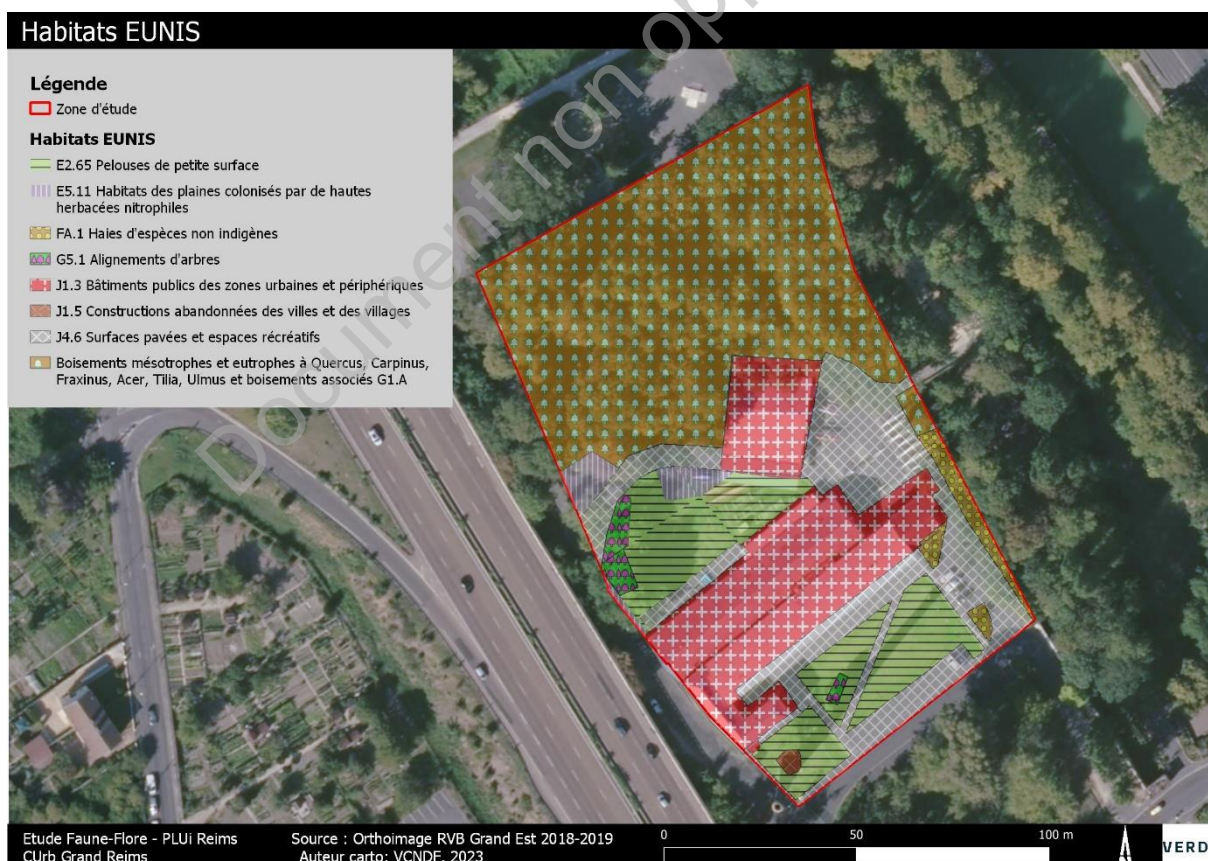 Habitats EUNIS
Légende
Zone d'étude
Habitats EUNIS
E2.65 Pelouses de petite surface
E5.11 Habitats des plaines colonisés par de hautes
herbacées nitrophiles
FA.1 Haies d'espèces non indigènes
G5.1 Alignements d'arbres
J1.3 Bâtiments publics des zones urbaines et périphériques
J1.5 Constructions abandonnées des villes et des villages
J4.6 Surfaces pavées et espaces récréatifs
Boisements mésotrophes et eutrophes à Quercus, Carpinus,
Fraxinus, Acer, Tilia, Ulmus et boisements associés G1.A
Document non op
Etude Faune-Flore - PLUi Reims
CUrb Grand Reims
Source : Orthoimage RVB Grand Est 2018-2019
Auteur carto: VCNDF, 2023
0 50 100 m
VERD